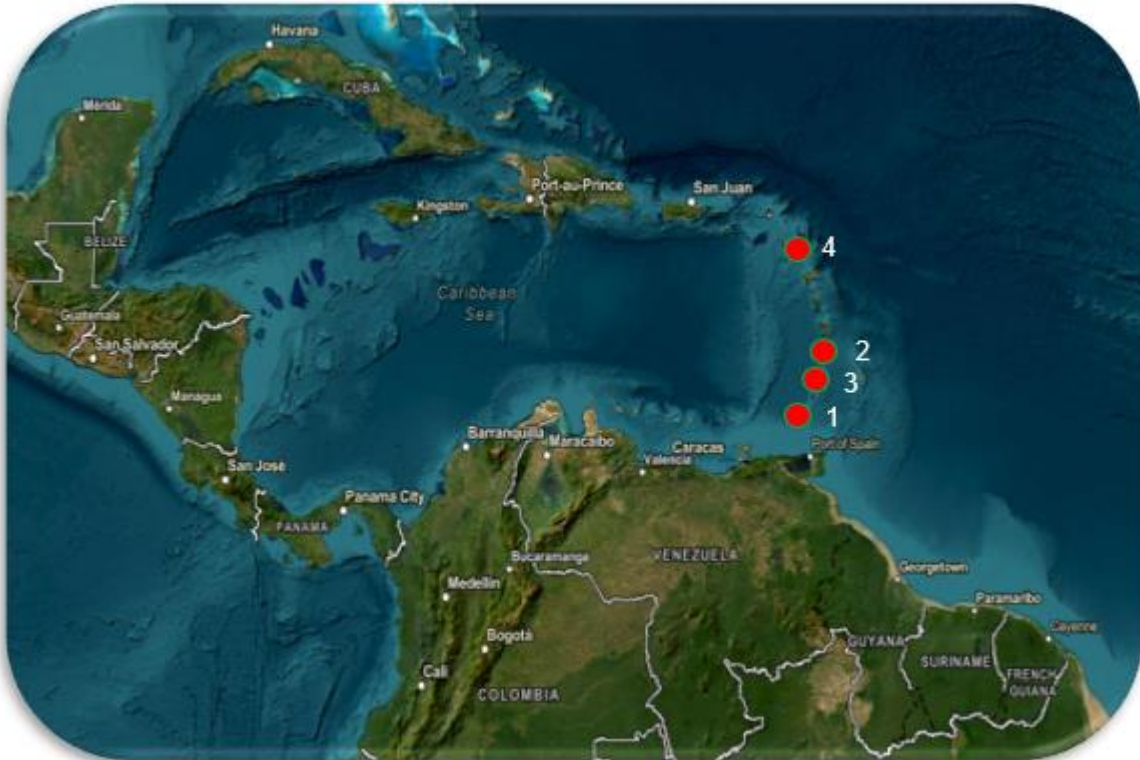 Havana
CUBA
Merida
Port-au-Prince
San Juan
Kingston
BELIZE
4
Caribbean
Sea
Guatemala
San Salvador
2
3
Managua
1
Barranquilla
Maracaibo
Caracas
Port of Spain
Valencia
San José
Panama City
PANAMA
Bucaramanga
VENEZUELA
Georgetown
Medellín
Paramaribo
Cayenne
Bogotá
GUYANA
Cali
SURINAME
FRENCH
GUIANA
COLOMBIA